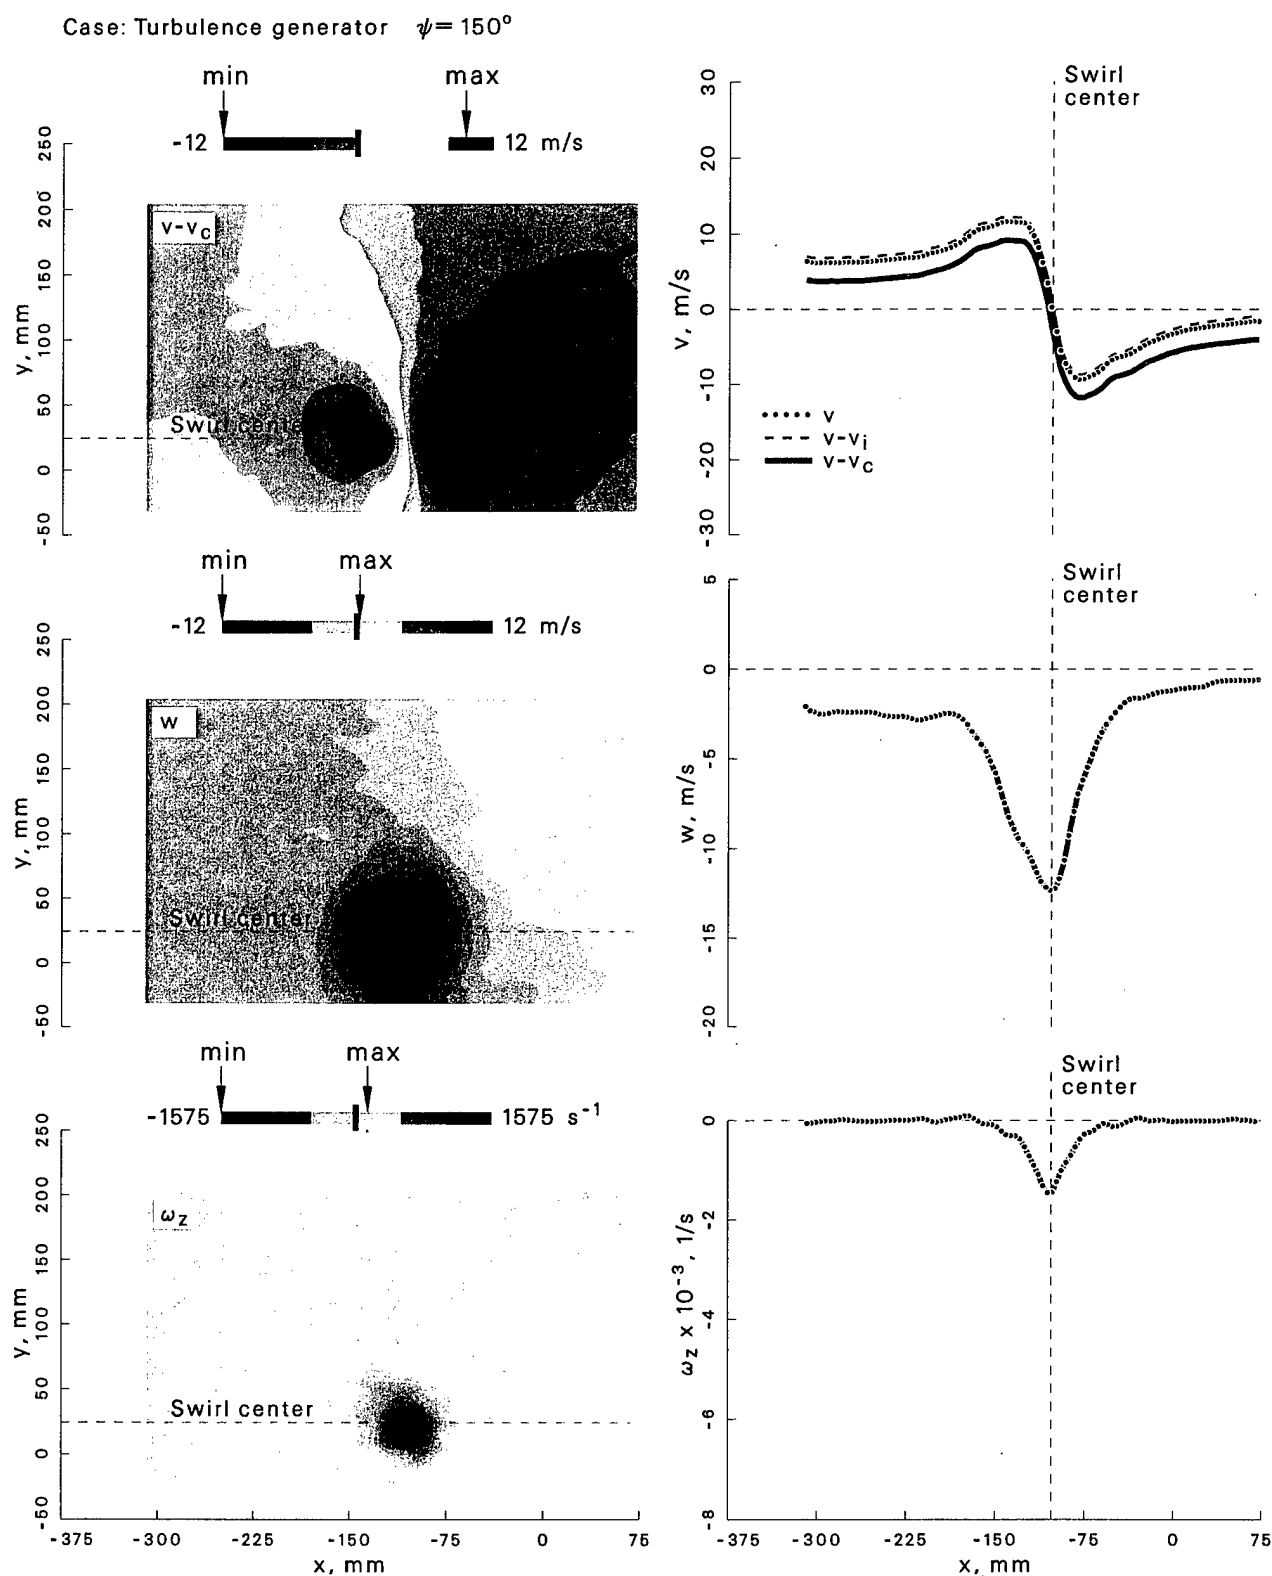 Case: Turbulence generator ψ= 150°
min
max
-12
12 m/s
250
200
150
100
50
0
-50
y, mm
v-vc
Swirl center
30
20
10
0
-10
-20
-30
v, m/s
Swirl
center
v
v-vi
v-vc
min
max
-12
12 m/s
250
200
150
100
50
0
-50
y, mm
w
Swirl center
5
0
-5
-10
-15
-20
w, m/s
Swirl
center
min
max
-1575
1575 s-1
250
200
150
100
50
0
-50
y, mm
ωz
Swirl center
-375
-300
-225
-150
-75
0
75
x, mm
0
-2
-4
-6
-8
ωz x 10-3, 1/s
Swirl
center
-375
-300
-225
-150
-75
0
75
x, mm